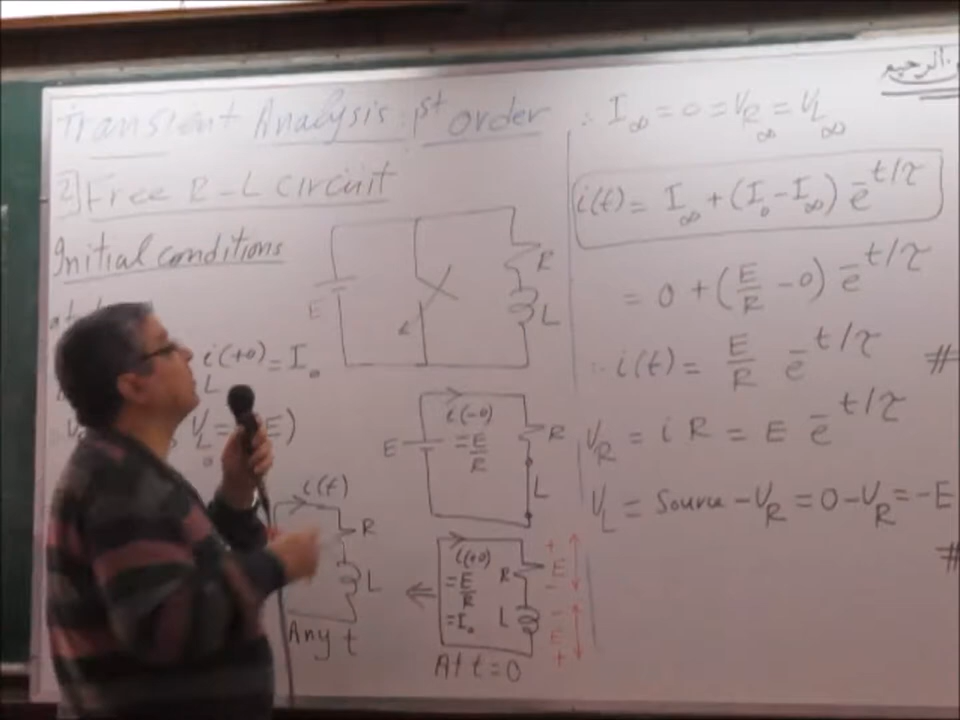 الرحيم
Transient Analysis: 1st order
2] Free R-L circuit
Initial conditions
i(+0) = I₀
L
V_L₀ = E)
i(t)
R
L
Any t
E
R
L
E
i(-0)
= E/R
R
L
i(+0)
= E/R
= I₀
R
L
+
E
-
-
E
+
At t=0
∴ I∞ = 0 = V_R∞ = V_L∞
i(t) = I∞ + (I₀ - I∞) e^-t/τ
= 0 + (E/R - 0) e^-t/τ
∴ i(t) = E/R e^-t/τ #
V_R = i R = E e^-t/τ
V_L = Source - V_R = 0 - V_R = -E
#